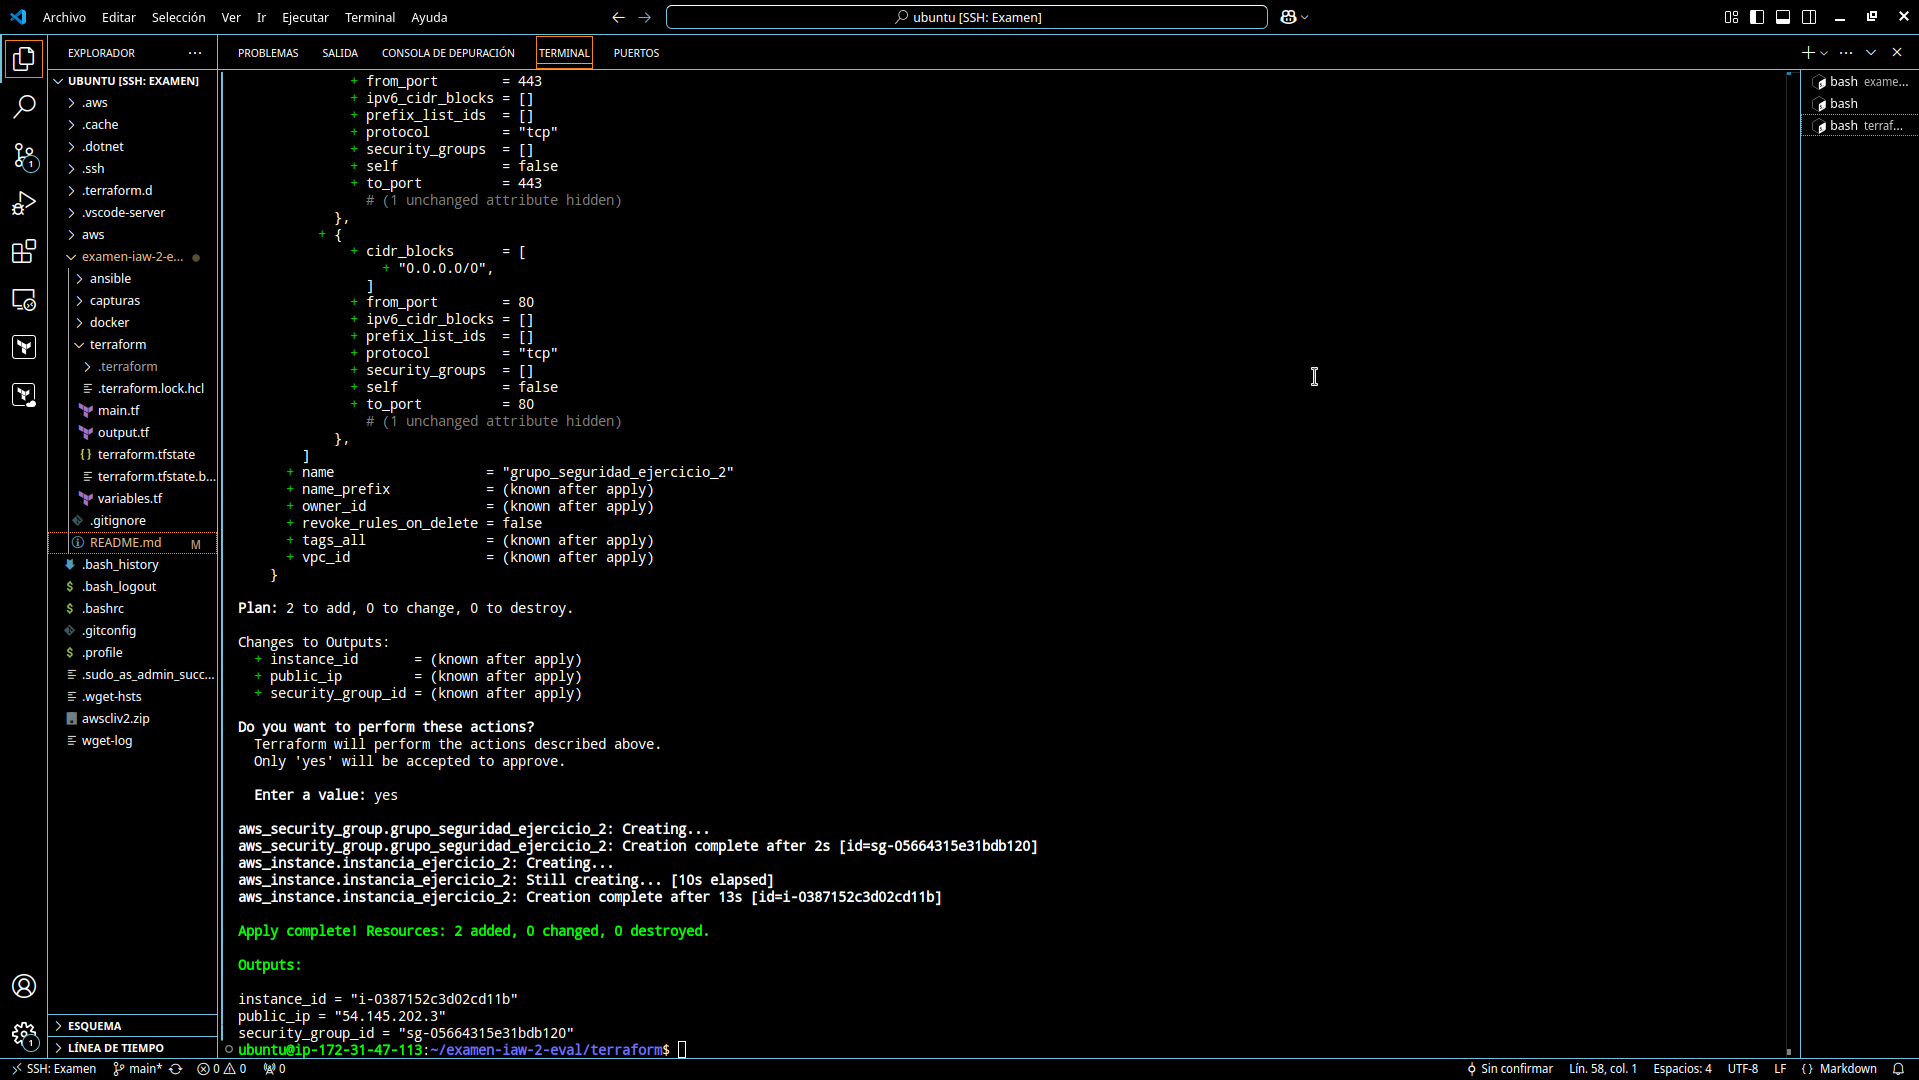 Archivo Editar Selección Ver Ir Ejecutar Terminal Ayuda
ubuntu [SSH: Examen]
EXPLORADOR
PROBLEMAS SALIDA CONSOLA DE DEPURACIÓN TERMINAL PUERTOS
UBUNTU [SSH: EXAMEN]
.aws
.cache
.dotnet
.ssh
.terraform.d
.vscode-server
aws
examen-iaw-2-e...
ansible
capturas
docker
terraform
.terraform
.terraform.lock.hcl
main.tf
output.tf
terraform.tfstate
terraform.tfstate.b...
variables.tf
.gitignore
README.md M
.bash_history
.bash_logout
.bashrc
.gitconfig
.profile
.sudo_as_admin_succ...
.wget-hsts
awscliv2.zip
wget-log
ESQUEMA
LÍNEA DE TIEMPO
1
1
+ from_port = 443
+ ipv6_cidr_blocks = []
+ prefix_list_ids = []
+ protocol = "tcp"
+ security_groups = []
+ self = false
+ to_port = 443
# (1 unchanged attribute hidden)
},
+ {
+ cidr_blocks = [
+ "0.0.0.0/0",
]
+ from_port = 80
+ ipv6_cidr_blocks = []
+ prefix_list_ids = []
+ protocol = "tcp"
+ security_groups = []
+ self = false
+ to_port = 80
# (1 unchanged attribute hidden)
},
]
+ name = "grupo_seguridad_ejercicio_2"
+ name_prefix = (known after apply)
+ owner_id = (known after apply)
+ revoke_rules_on_delete = false
+ tags_all = (known after apply)
+ vpc_id = (known after apply)
}
Plan: 2 to add, 0 to change, 0 to destroy.
Changes to Outputs:
+ instance_id = (known after apply)
+ public_ip = (known after apply)
+ security_group_id = (known after apply)
Do you want to perform these actions?
Terraform will perform the actions described above.
Only 'yes' will be accepted to approve.
Enter a value: yes
aws_security_group.grupo_seguridad_ejercicio_2: Creating...
aws_security_group.grupo_seguridad_ejercicio_2: Creation complete after 2s [id=sg-05664315e31bdb120]
aws_instance.instancia_ejercicio_2: Creating...
aws_instance.instancia_ejercicio_2: Still creating... [10s elapsed]
aws_instance.instancia_ejercicio_2: Creation complete after 13s [id=i-0387152c3d02cd11b]
Apply complete! Resources: 2 added, 0 changed, 0 destroyed.
Outputs:
instance_id = "i-0387152c3d02cd11b"
public_ip = "54.145.202.3"
security_group_id = "sg-05664315e31bdb120"
ubuntu@ip-172-31-47-113:~/examen-iaw-2-eval/terraform$
bash exame...
bash
bash terraf...
SSH: Examen main* 0 0 0 Sin confirmar Lín. 58, col. 1 Espacios: 4 UTF-8 LF {} Markdown